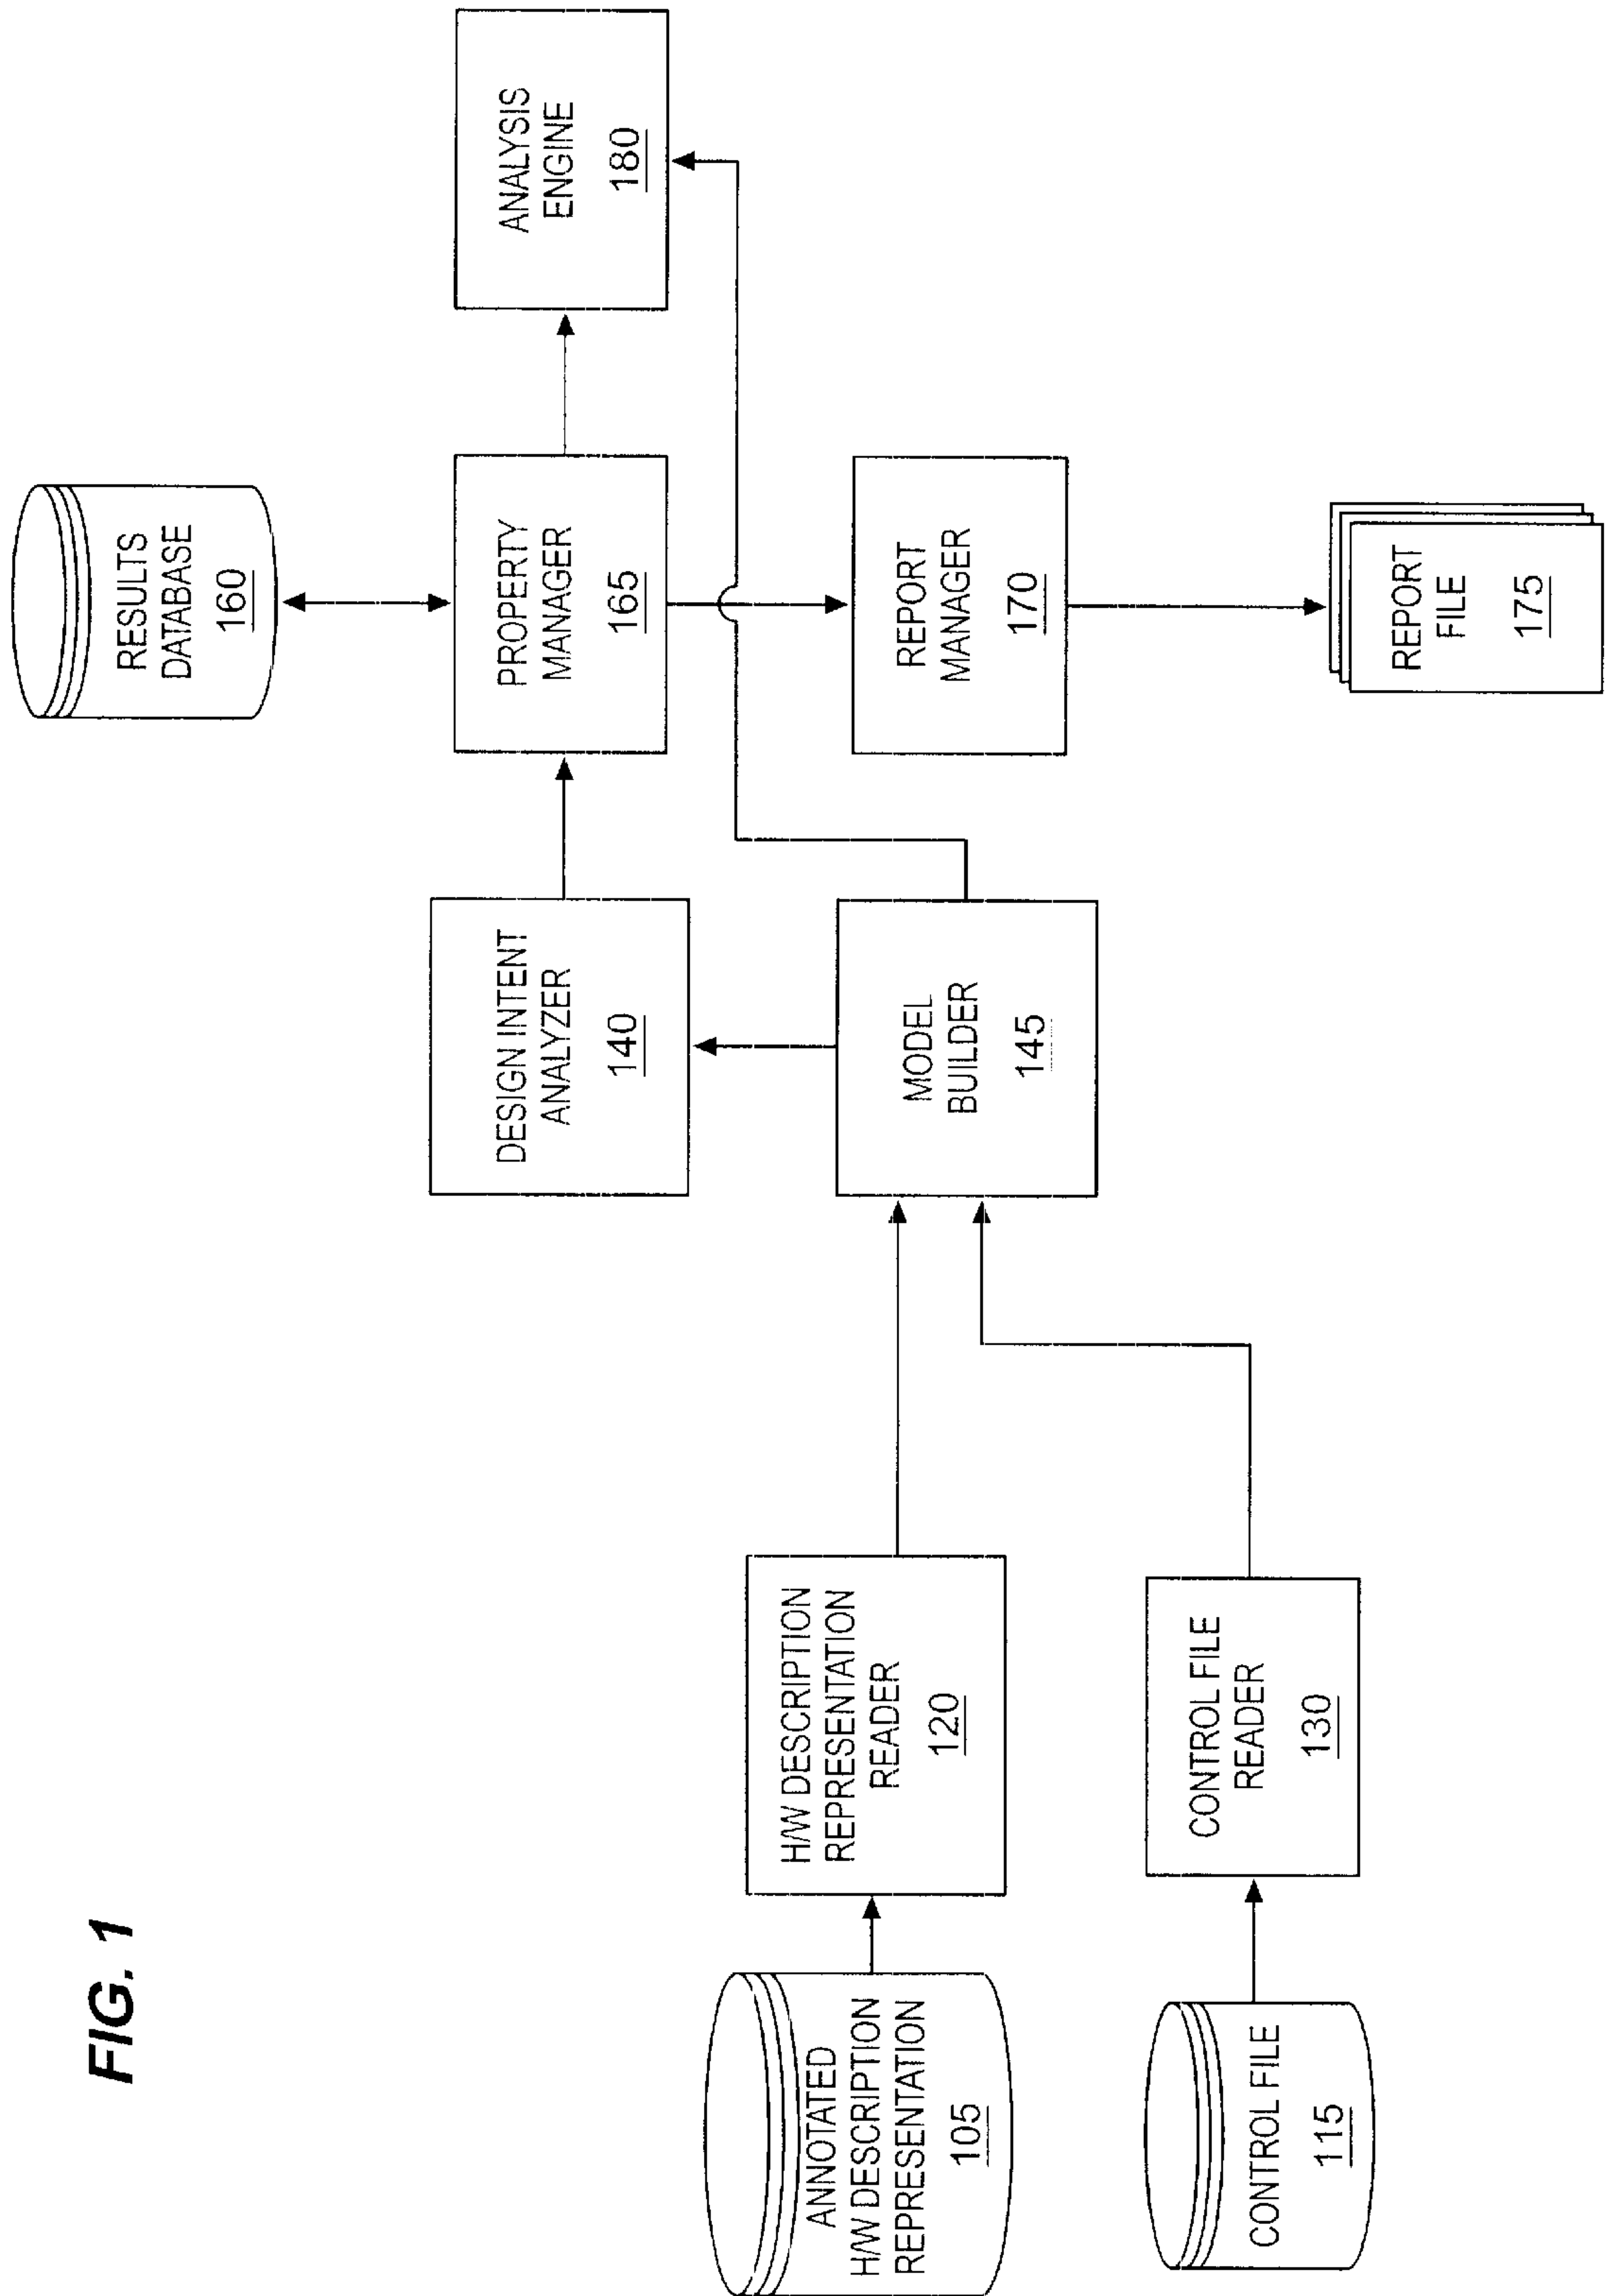 FIG. 1
ANNOTATED
H/W DESCRIPTION
REPRESENTATION
105
H/W DESCRIPTION
REPRESENTATION
READER
120
CONTROL FILE
115
CONTROL FILE
READER
130
DESIGN INTENT
ANALYZER
140
MODEL
BUILDER
145
RESULTS
DATABASE
160
PROPERTY
MANAGER
165
REPORT
MANAGER
170
REPORT
FILE
175
ANALYSIS
ENGINE
180